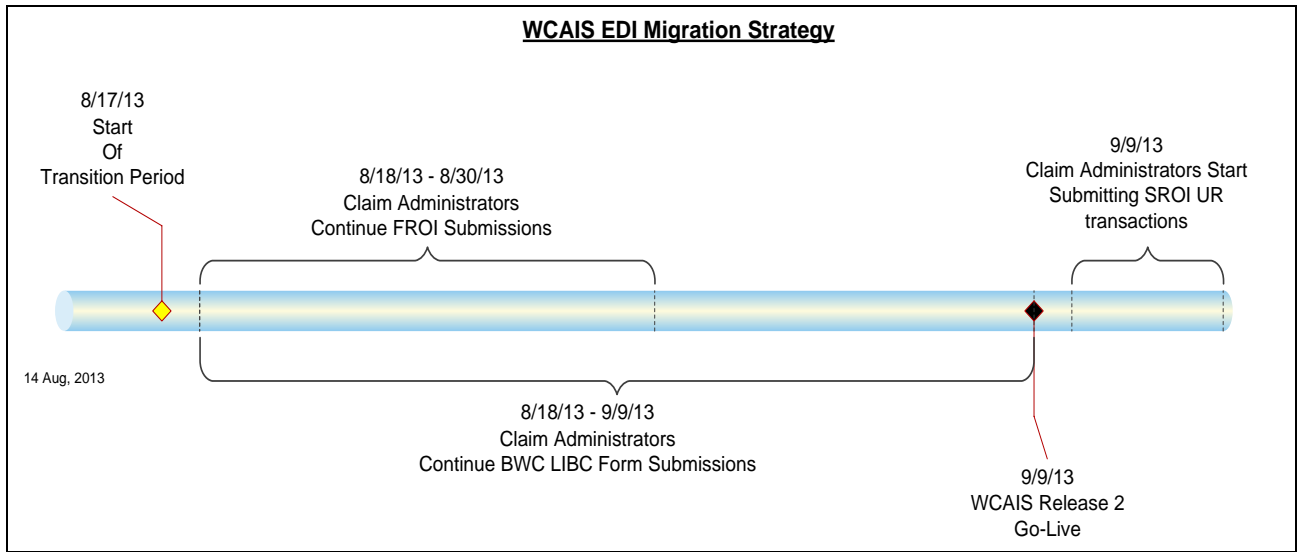 WCAIS EDI Migration Strategy
8/17/13
Start
Of
Transition Period
8/18/13 - 8/30/13
Claim Administrators
Continue FROI Submissions
9/9/13
Claim Administrators Start
Submitting SROI UR
transactions
14 Aug, 2013
8/18/13 - 9/9/13
Claim Administrators
Continue BWC LIBC Form Submissions
9/9/13
WCAIS Release 2
Go-Live